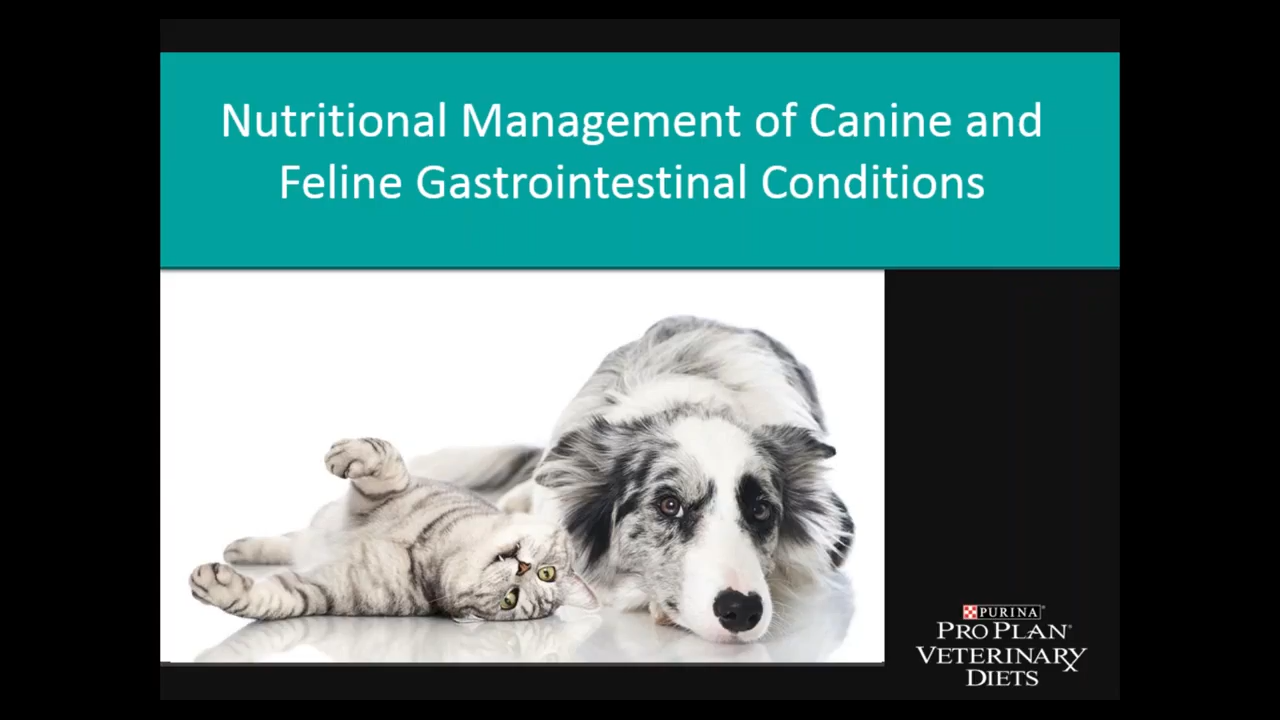 Nutritional Management of Canine and
Feline Gastrointestinal Conditions
PURINA®
PRO PLAN®
VETERINARY
DIETS